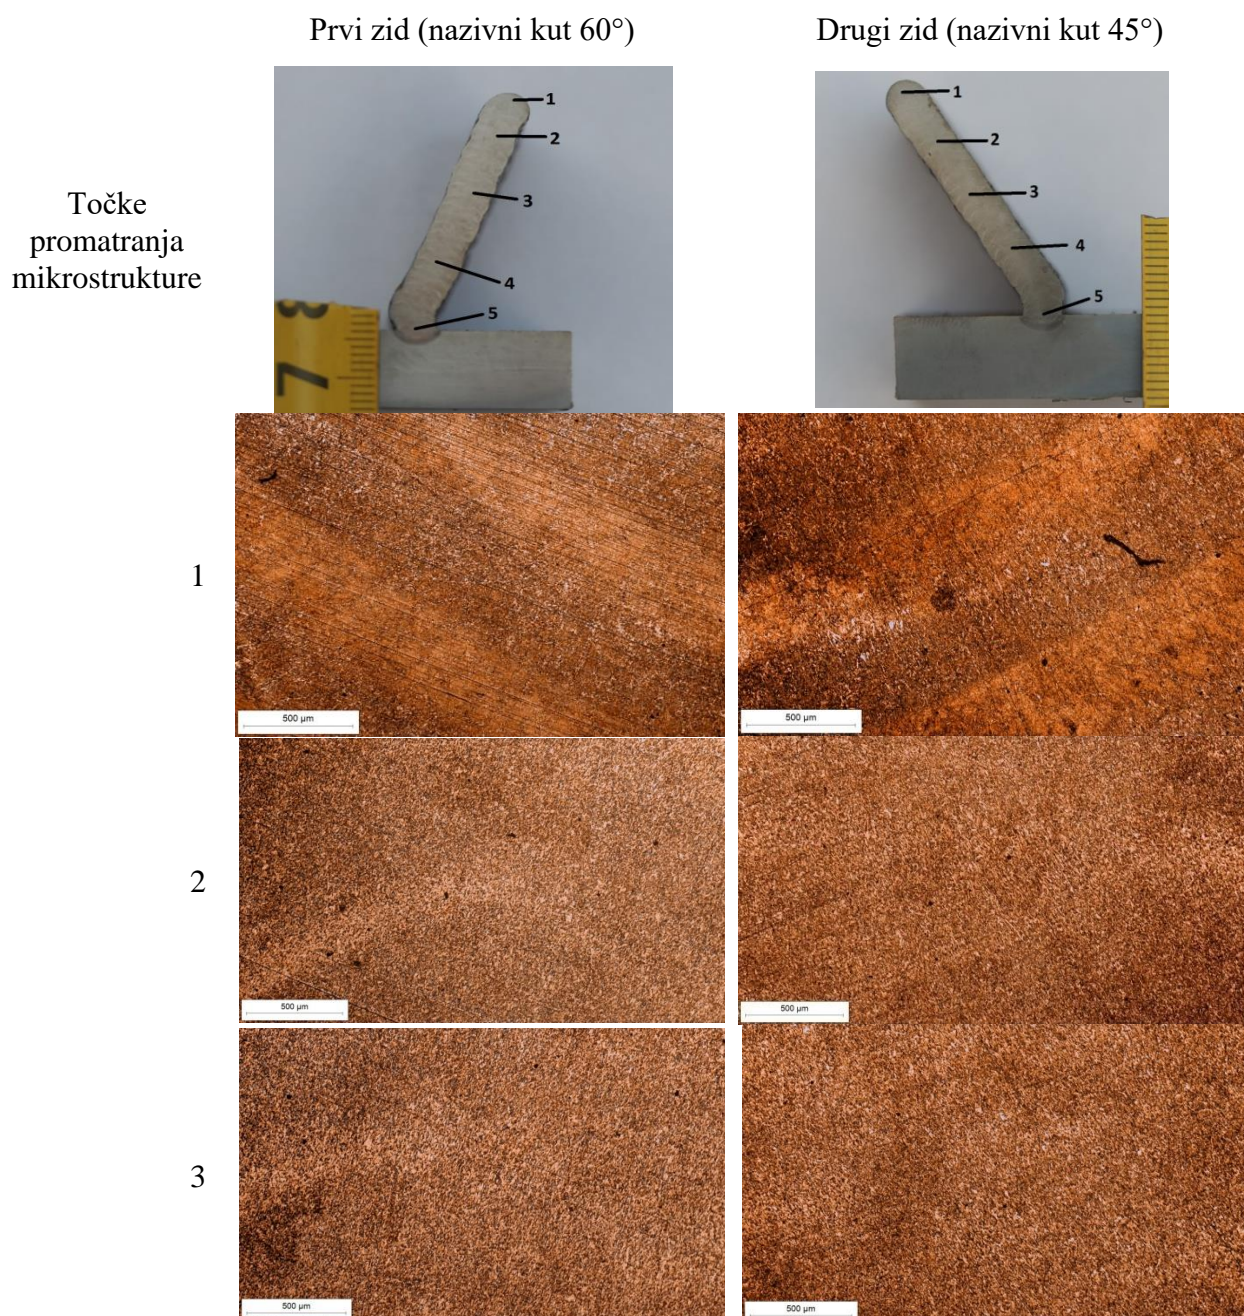 Prvi zid (nazivni kut 60°)
Drugi zid (nazivni kut 45°)
Točke
promatranja
mikrostrukture
1
2
3
4
5
8
7
1
2
3
4
5
1
500 µm
500 µm
2
500 µm
500 µm
3
500 µm
500 µm